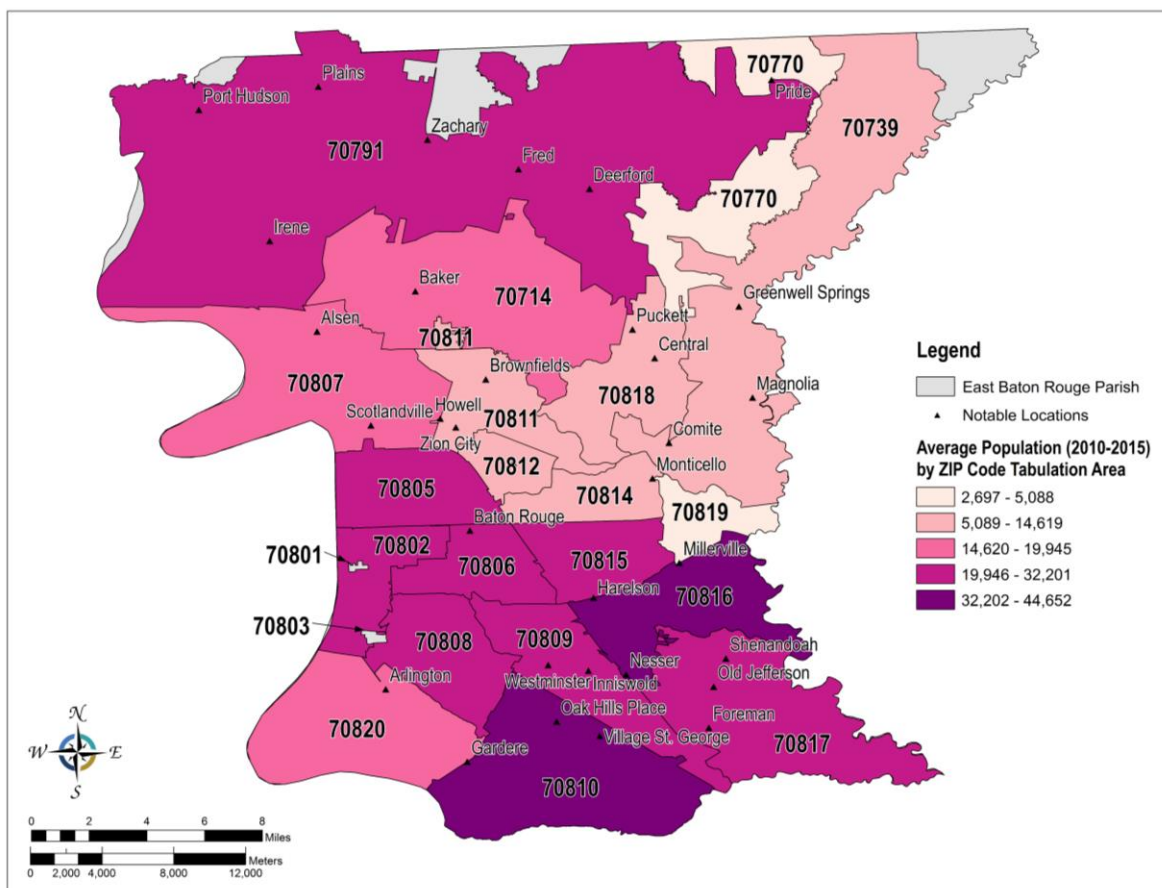 70770
Plains
Pride
Port Hudson
70739
Zachary
70791
Fred
Deerford
70770
Irene
Baker
Greenwell Springs
70714
Alsen
Puckett
70811
Central
Brownfields
70807
70818
Magnolia
Scotlandville
Howell
70811
Zion City
Comite
70812
Monticello
70805
70814
70819
Baton Rouge
70801
70802
70806
70815
Millerville
Harelson
70816
70803
70808
70809
Shenandoah
Nesser
Westminster
Inniswold
Old Jefferson
Arlington
Oak Hills Place
Foreman
70820
Village St. George
70817
Gardere
70810
Legend
East Baton Rouge Parish
Notable Locations
Average Population (2010-2015)
by ZIP Code Tabulation Area
2,697 - 5,088
5,089 - 14,619
14,620 - 19,945
19,946 - 32,201
32,202 - 44,652
N
W E
S
0 2 4 6 8
Miles
Meters
0 2,000 4,000 8,000 12,000